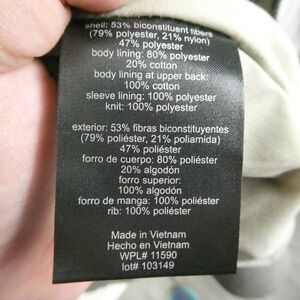 shell: 53% biconstituent fibers
(79% polyester, 21% nylon)
47% polyester
body lining: 80% polyester
20% cotton
body lining at upper back:
100% cotton
sleeve lining: 100% polyester
knit: 100% polyester
exterior: 53% fibras biconstituyentes
(79% poliéster, 21% poliamida)
47% poliéster
forro de cuerpo: 80% poliéster
20% algodón
forro superior:
100% algodón
forro de manga: 100% poliéster
rib: 100% poliéster
Made in Vietnam
Hecho en Vietnam
WPL# 11590
lot# 103149